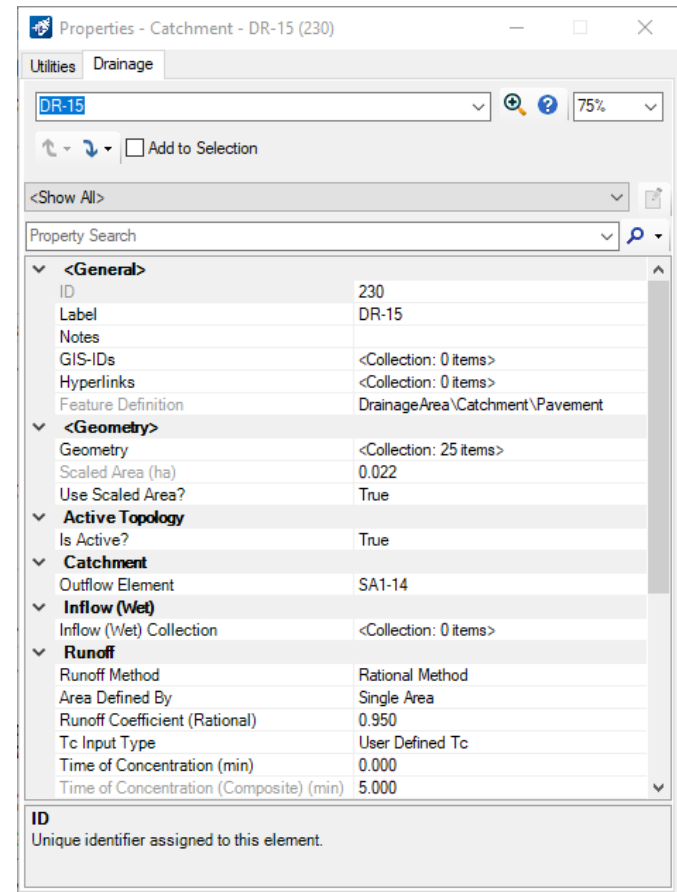 Properties - Catchment - DR-15 (230)
Utilities Drainage
DR-15 75%
Add to Selection
<Show All>
Property Search
<General>
ID 230
Label DR-15
Notes
GIS-IDs <Collection: 0 items>
Hyperlinks <Collection: 0 items>
Feature Definition DrainageArea\Catchment\Pavement
<Geometry>
Geometry <Collection: 25 items>
Scaled Area (ha) 0.022
Use Scaled Area? True
Active Topology
Is Active? True
Catchment
Outflow Element SA1-14
Inflow (Wet)
Inflow (Wet) Collection <Collection: 0 items>
Runoff
Runoff Method Rational Method
Area Defined By Single Area
Runoff Coefficient (Rational) 0.950
Tc Input Type User Defined Tc
Time of Concentration (min) 0.000
Time of Concentration (Composite) (min) 5.000
ID
Unique identifier assigned to this element.